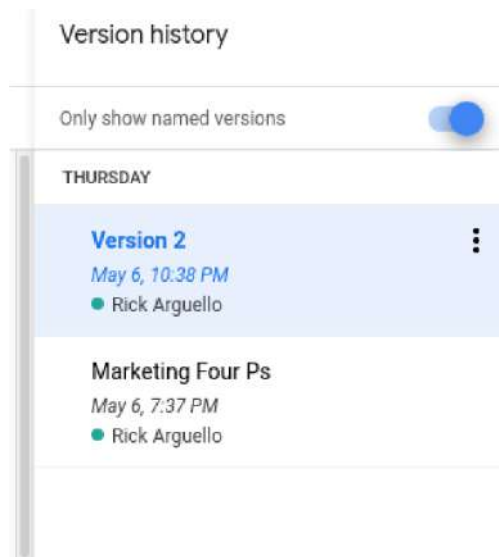 Version history
Only show named versions
THURSDAY
Version 2
May 6, 10:38 PM
Rick Arguello
Marketing Four Ps
May 6, 7:37 PM
Rick Arguello